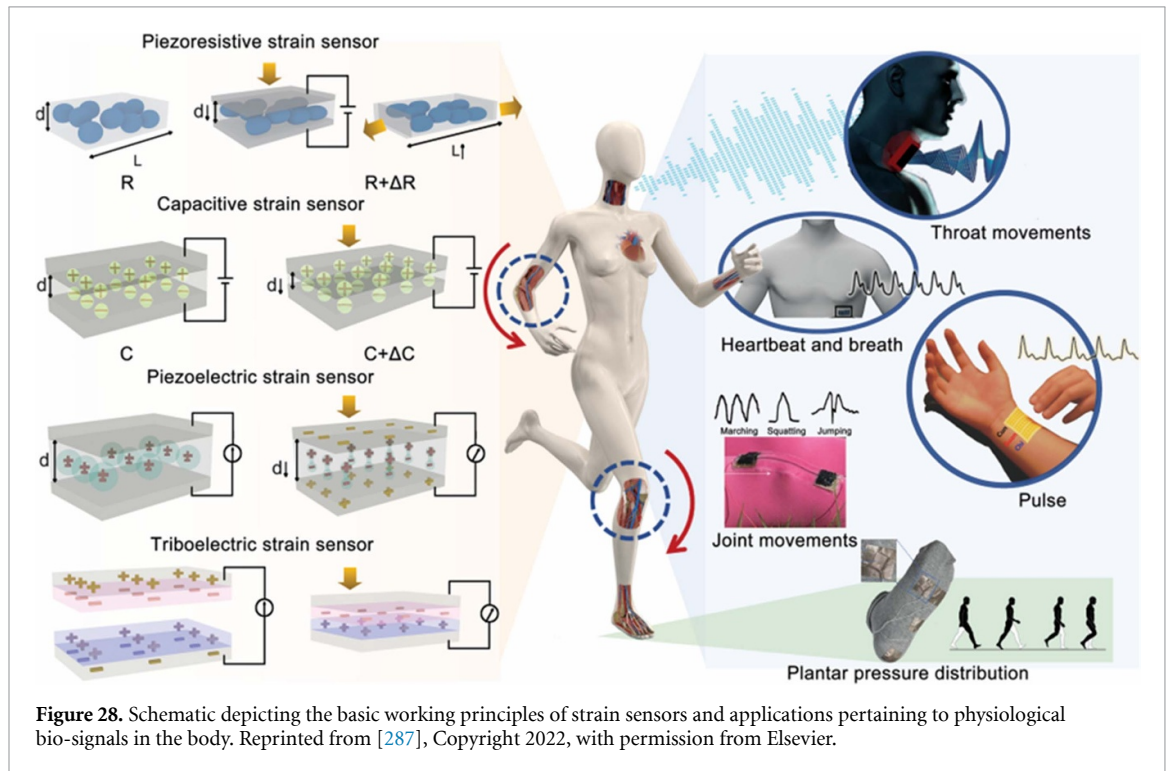 Piezoresistive strain sensor
d
d↓
L
L↑
R
R+ΔR
Capacitive strain sensor
d
d↓
C
C+ΔC
Piezoelectric strain sensor
d
d↓
Triboelectric strain sensor
Throat movements
Heartbeat and breath
Pulse
Marching Squatting Jumping
Joint movements
Plantar pressure distribution
Figure 28. Schematic depicting the basic working principles of strain sensors and applications pertaining to physiological
bio-signals in the body. Reprinted from [287], Copyright 2022, with permission from Elsevier.